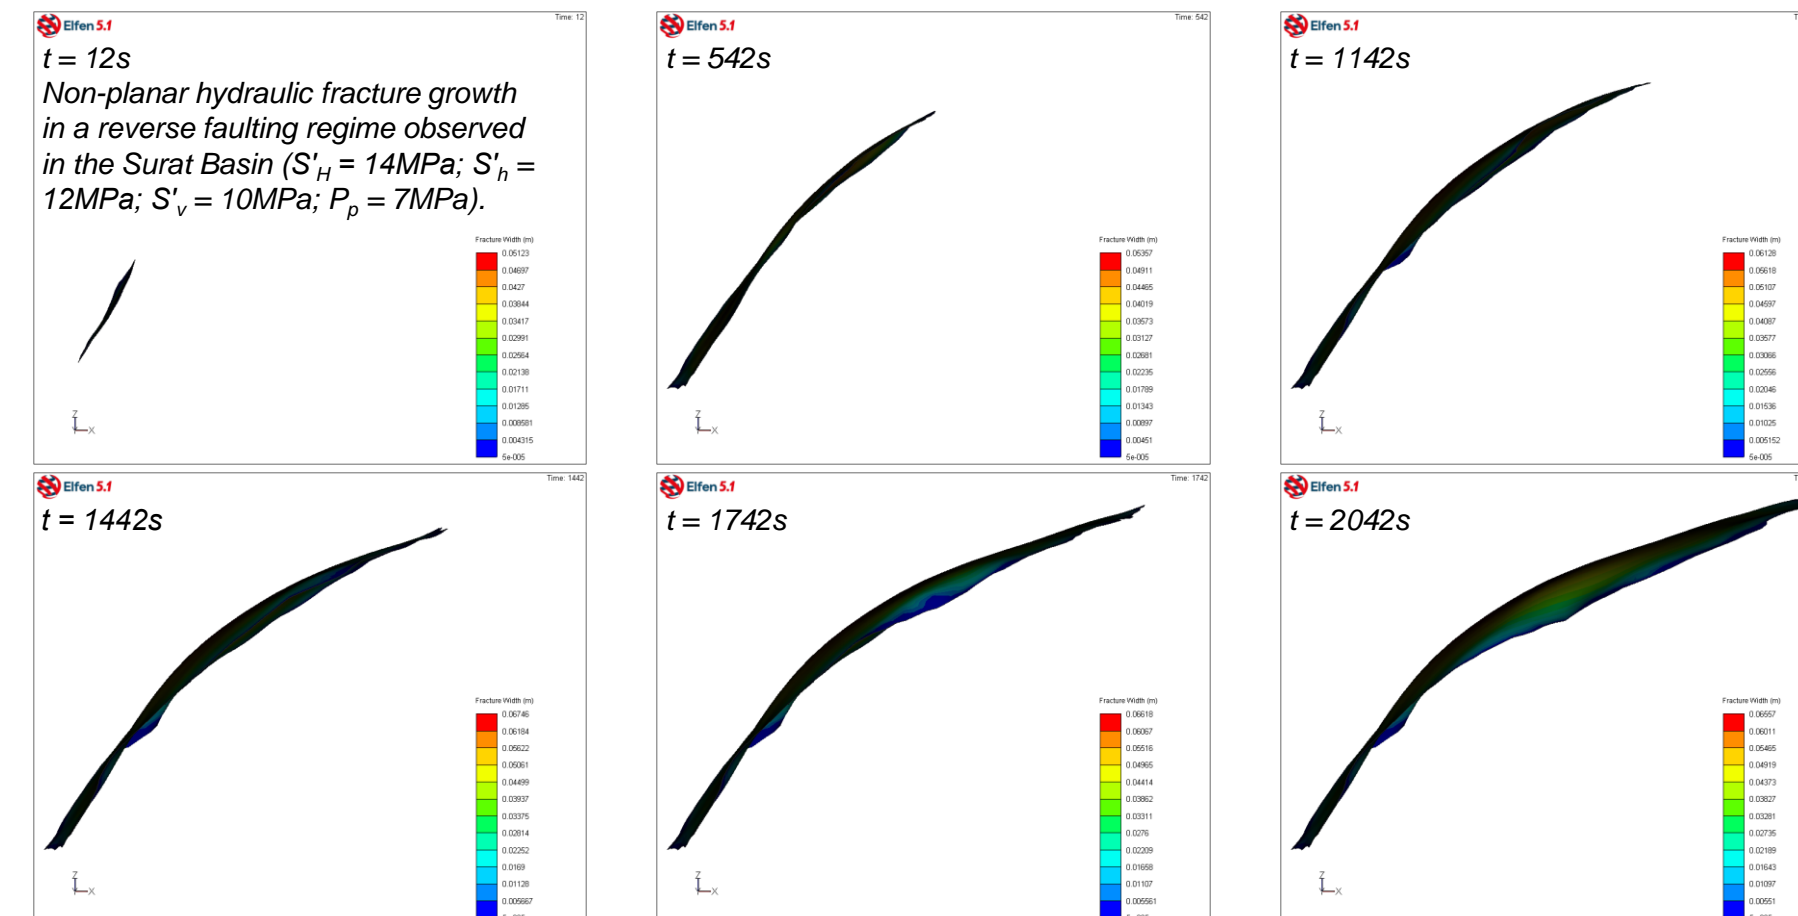 Elfen 5.1
Time: 12
t = 12s
Non-planar hydraulic fracture growth
in a reverse faulting regime observed
in the Surat Basin (S'H = 14MPa; S'h =
12MPa; S'v = 10MPa; Pp = 7MPa).
Fracture Width (m)
0.05123
0.04697
0.0427
0.03844
0.03417
0.02991
0.02564
0.02138
0.01711
0.01285
0.008581
0.004315
5e-005
Z
Y
X
Elfen 5.1
Time: 542
t = 542s
Fracture Width (m)
0.05357
0.04911
0.04465
0.04019
0.03573
0.03127
0.02681
0.02235
0.01789
0.01343
0.00897
0.00451
5e-005
Z
Y
X
Elfen 5.1
t = 1142s
Fracture Width (m)
0.06128
0.05618
0.05107
0.04597
0.04087
0.03577
0.03066
0.02556
0.02046
0.01536
0.01025
0.005152
5e-005
Z
Y
X
Elfen 5.1
Time: 1442
t = 1442s
Fracture Width (m)
0.06746
0.06184
0.05622
0.05061
0.04499
0.03937
0.03375
0.02814
0.02252
0.0169
0.01128
0.005667
Z
Y
X
Elfen 5.1
Time: 1742
t = 1742s
Fracture Width (m)
0.06618
0.06067
0.05516
0.04965
0.04414
0.03862
0.03311
0.0276
0.02209
0.01658
0.01107
0.005561
Z
Y
X
Elfen 5.1
t = 2042s
Fracture Width (m)
0.06557
0.06011
0.05465
0.04919
0.04373
0.03827
0.03281
0.02735
0.02189
0.01643
0.01097
0.00551
Z
Y
X